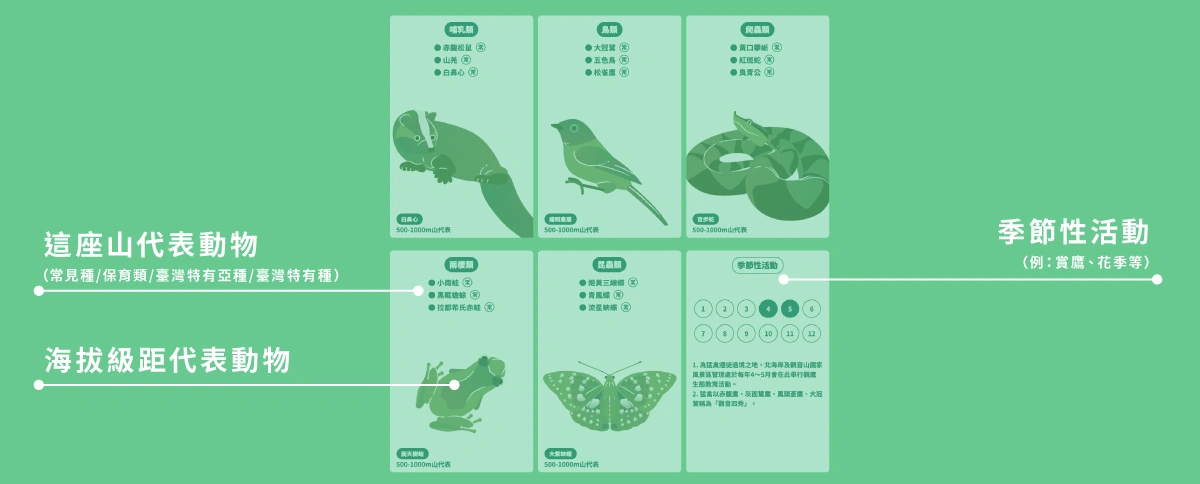 哺乳類
赤腹松鼠 常
山羌 常
白鼻心 常
白鼻心
500-1000m山代表
鳥類
大冠鷲 常
五色鳥 常
松雀鷹 常
500-1000m山代表
爬蟲類
黃口攀蜥 常
紅斑蛇 常
臭青公 常
百步蛇
500-1000m山代表
這座山代表動物
(常見種/保育類/臺灣特有亞種/臺灣特有種)
海拔級距代表動物
兩棲類
小雨蛙 常
黑眶蟾蜍 常
拉都希氏赤蛙 常
面天樹蛙
500-1000m山代表
昆蟲類
姬黃三線蝶 常
青鳳蝶 常
流星蛺蝶 常
大紫蛺蝶
500-1000m山代表
季節性活動
1 2 3 4 5 6
7 8 9 10 11 12
1. 為猛禽遷徙過境之地，北海岸及觀音山國家
風景區管理處於每年4～5月會在此舉行觀鷹
生態教育活動。
2. 猛禽以赤腹鷹、灰面鵟鷹、鳳頭蒼鷹、大冠
鷲稱為「觀音四秀」。
季節性活動
(例：賞鷹、花季等)